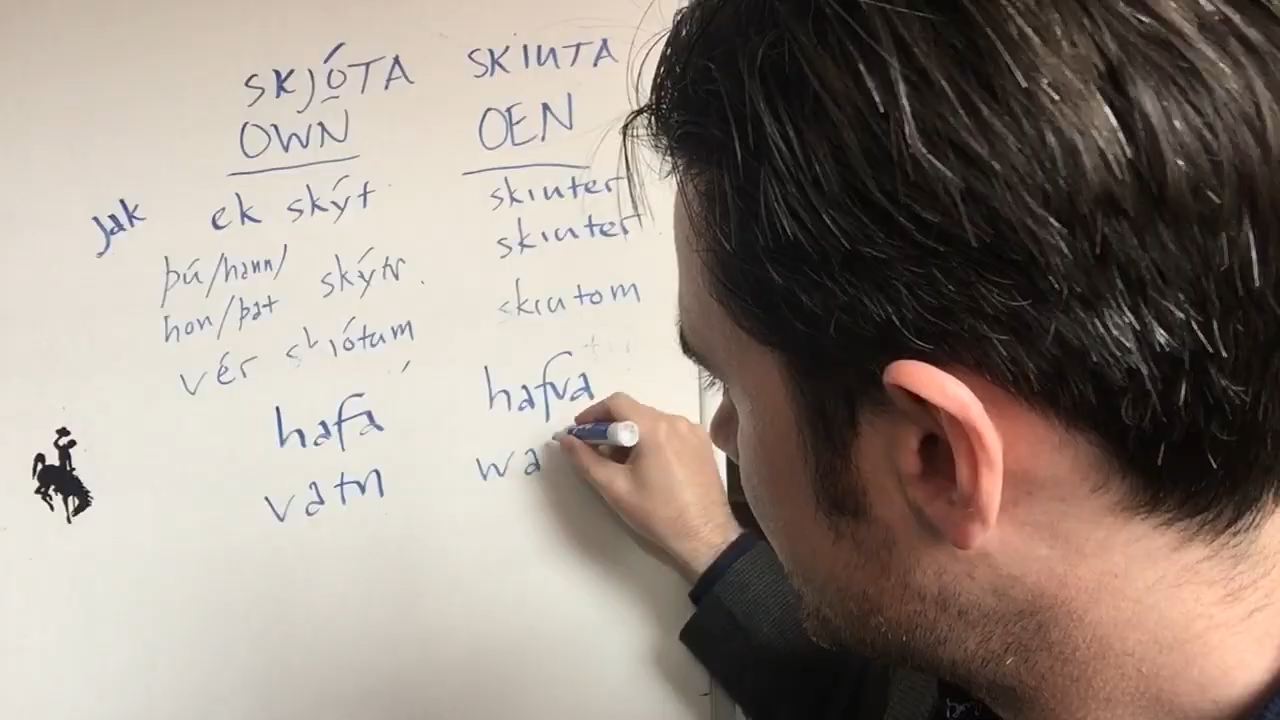 SKJÓTA SKIUTA
OWN OEN
Jak ek skýt skiuter
þú/hann/ skýtr. skiuter
hon/þat
vér skjótum skiutom
hafa hafva
vatn wa